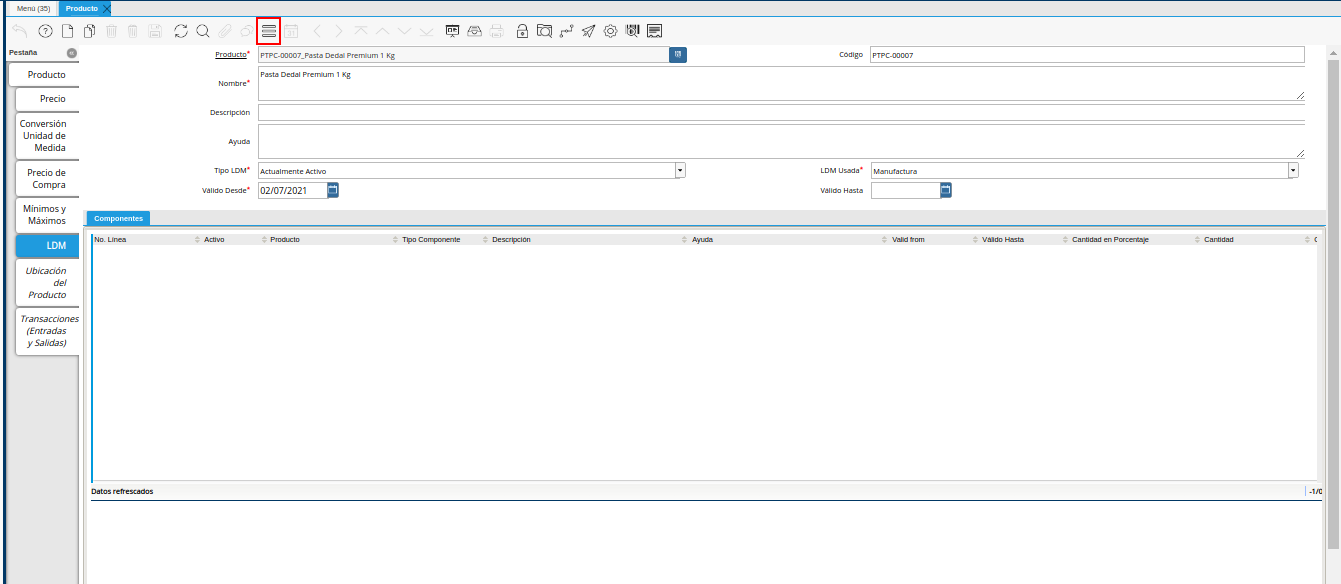 Menú (35) Producto
Pestaña
Producto
Precio
Conversión
Unidad de
Medida
Precio de
Compra
Mínimos y
Máximos
LDM
Ubicación
del
Producto
Transacciones
(Entradas
y Salidas)
Producto* PTPC-00007_Pasta Dedal Premium 1 Kg Código PTPC-00007
Nombre* Pasta Dedal Premium 1 Kg
Descripción
Ayuda
Tipo LDM* Actualmente Activo LDM Usada* Manufactura
Válido Desde* 02/07/2021 Válido Hasta
Componentes
No. Línea Activo Producto Tipo Componente Descripción Ayuda Valid from Válido Hasta Cantidad en Porcentaje Cantidad
Datos refrescados -1/0